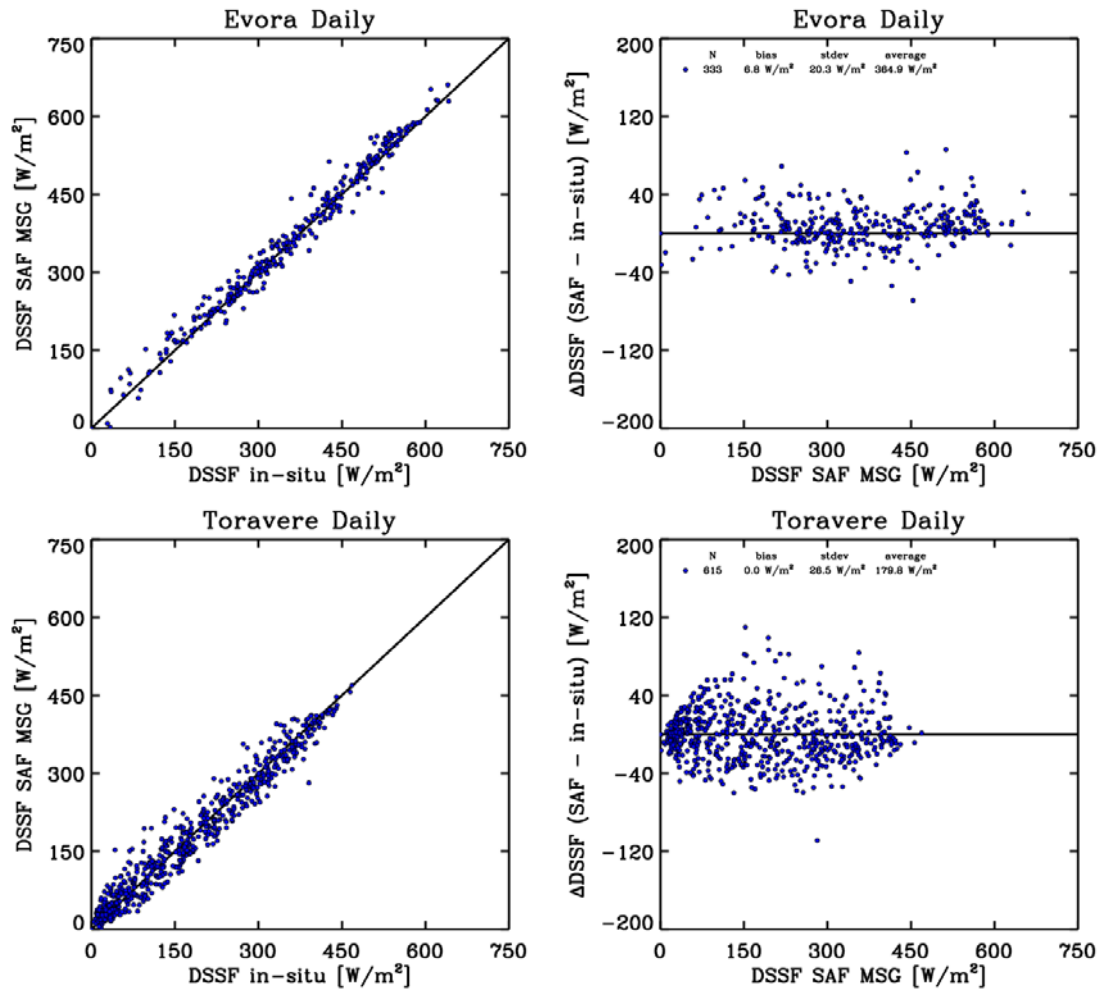 Evora Daily
750
600
450
300
150
0
DSSF SAF MSG [W/m²]
0 150 300 450 600 750
DSSF in-situ [W/m²]
Evora Daily
N bias stdev average
333 6.8 W/m² 20.3 W/m² 364.9 W/m²
200
120
40
-40
-120
-200
ΔDSSF (SAF - in-situ) [W/m²]
0 150 300 450 600 750
DSSF SAF MSG [W/m²]
Toravere Daily
750
600
450
300
150
0
DSSF SAF MSG [W/m²]
0 150 300 450 600 750
DSSF in-situ [W/m²]
Toravere Daily
N bias stdev average
615 0.0 W/m² 26.5 W/m² 179.8 W/m²
200
120
40
-40
-120
-200
ΔDSSF (SAF - in-situ) [W/m²]
0 150 300 450 600 750
DSSF SAF MSG [W/m²]